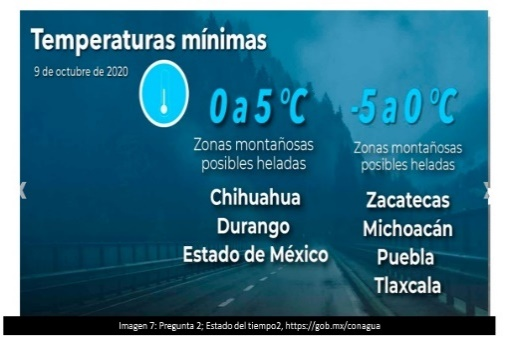 Temperaturas mínimas
9 de octubre de 2020
0 a 5 °C
Zonas montañosas
posibles heladas
Chihuahua
Durango
Estado de México
-5 a 0 °C
Zonas montañosas
posibles heladas
Zacatecas
Michoacán
Puebla
Tlaxcala
Imagen 7: Pregunta 2; Estado del tiempo2, https://gob.mx/conagua